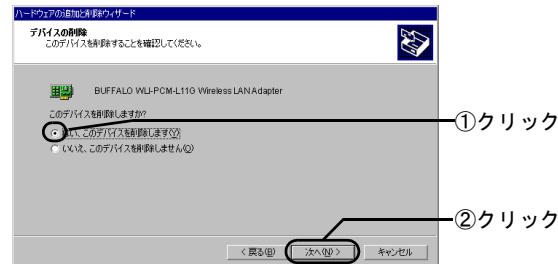 ハードウェアの追加と削除ウィザード
デバイスの削除
このデバイスを削除することを確認してください。
BUFFALO WLI-PCM-L11G Wireless LAN Adapter
このデバイスを削除しますか?
はい、このデバイスを削除します(Y)
①クリック
いいえ、このデバイスを削除しません(O)
②クリック
< 戻る(B)
次へ(N) >
キャンセル